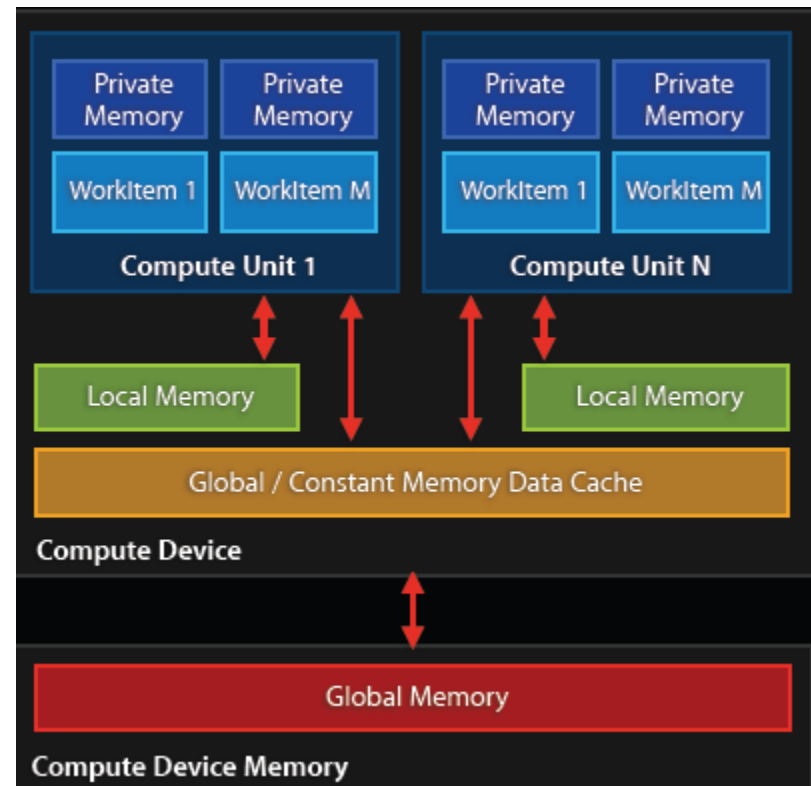 Private
Memory
Private
Memory
Private
Memory
Private
Memory
WorkItem 1
WorkItem M
WorkItem 1
WorkItem M
Compute Unit 1
Compute Unit N
Local Memory
Local Memory
Global / Constant Memory Data Cache
Compute Device
Global Memory
Compute Device Memory